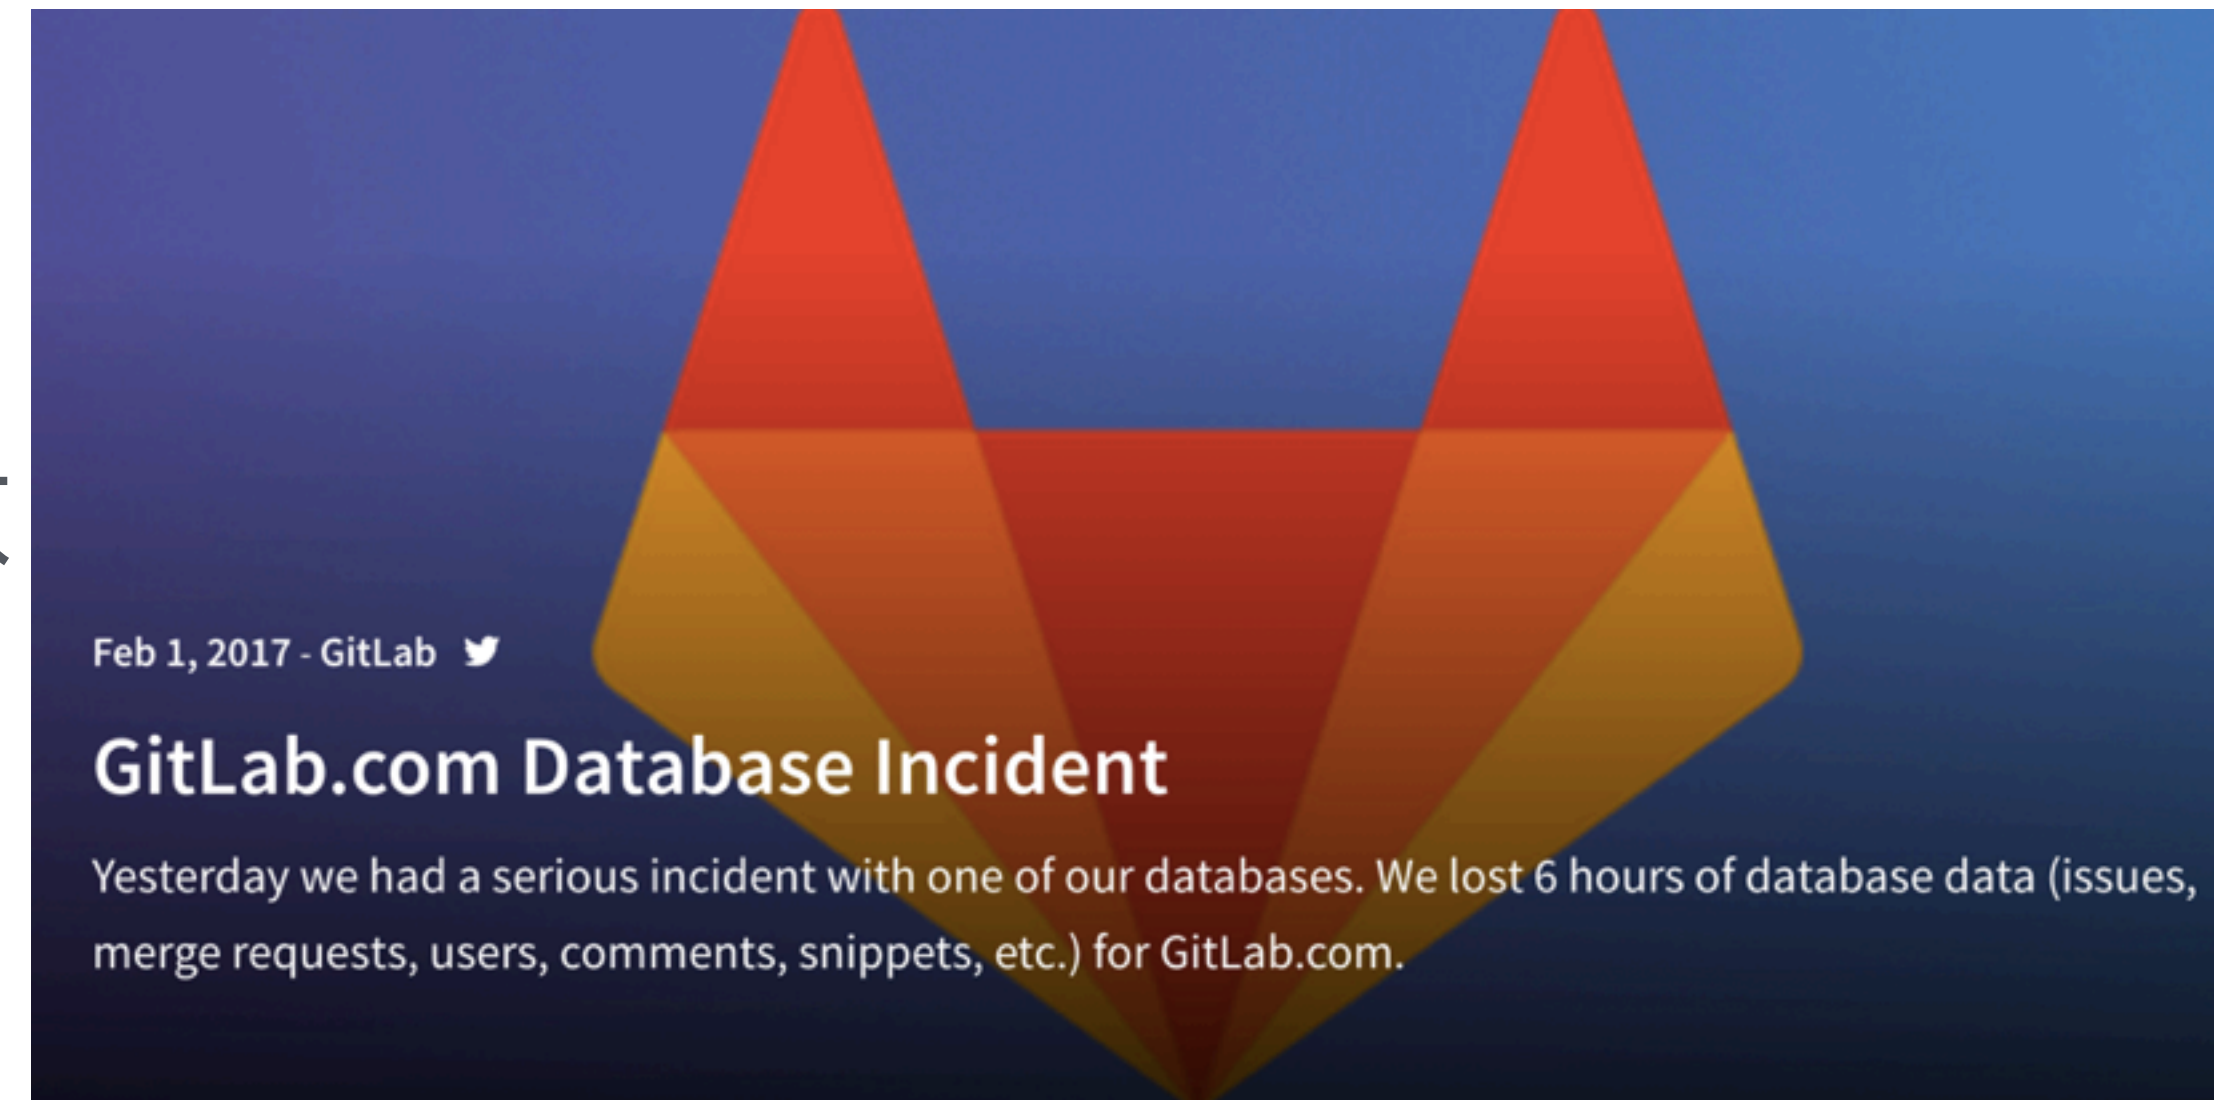 Feb 1, 2017 - GitLab
GitLab.com Database Incident
Yesterday we had a serious incident with one of our databases. We lost 6 hours of database data (issues,
merge requests, users, comments, snippets, etc.) for GitLab.com.